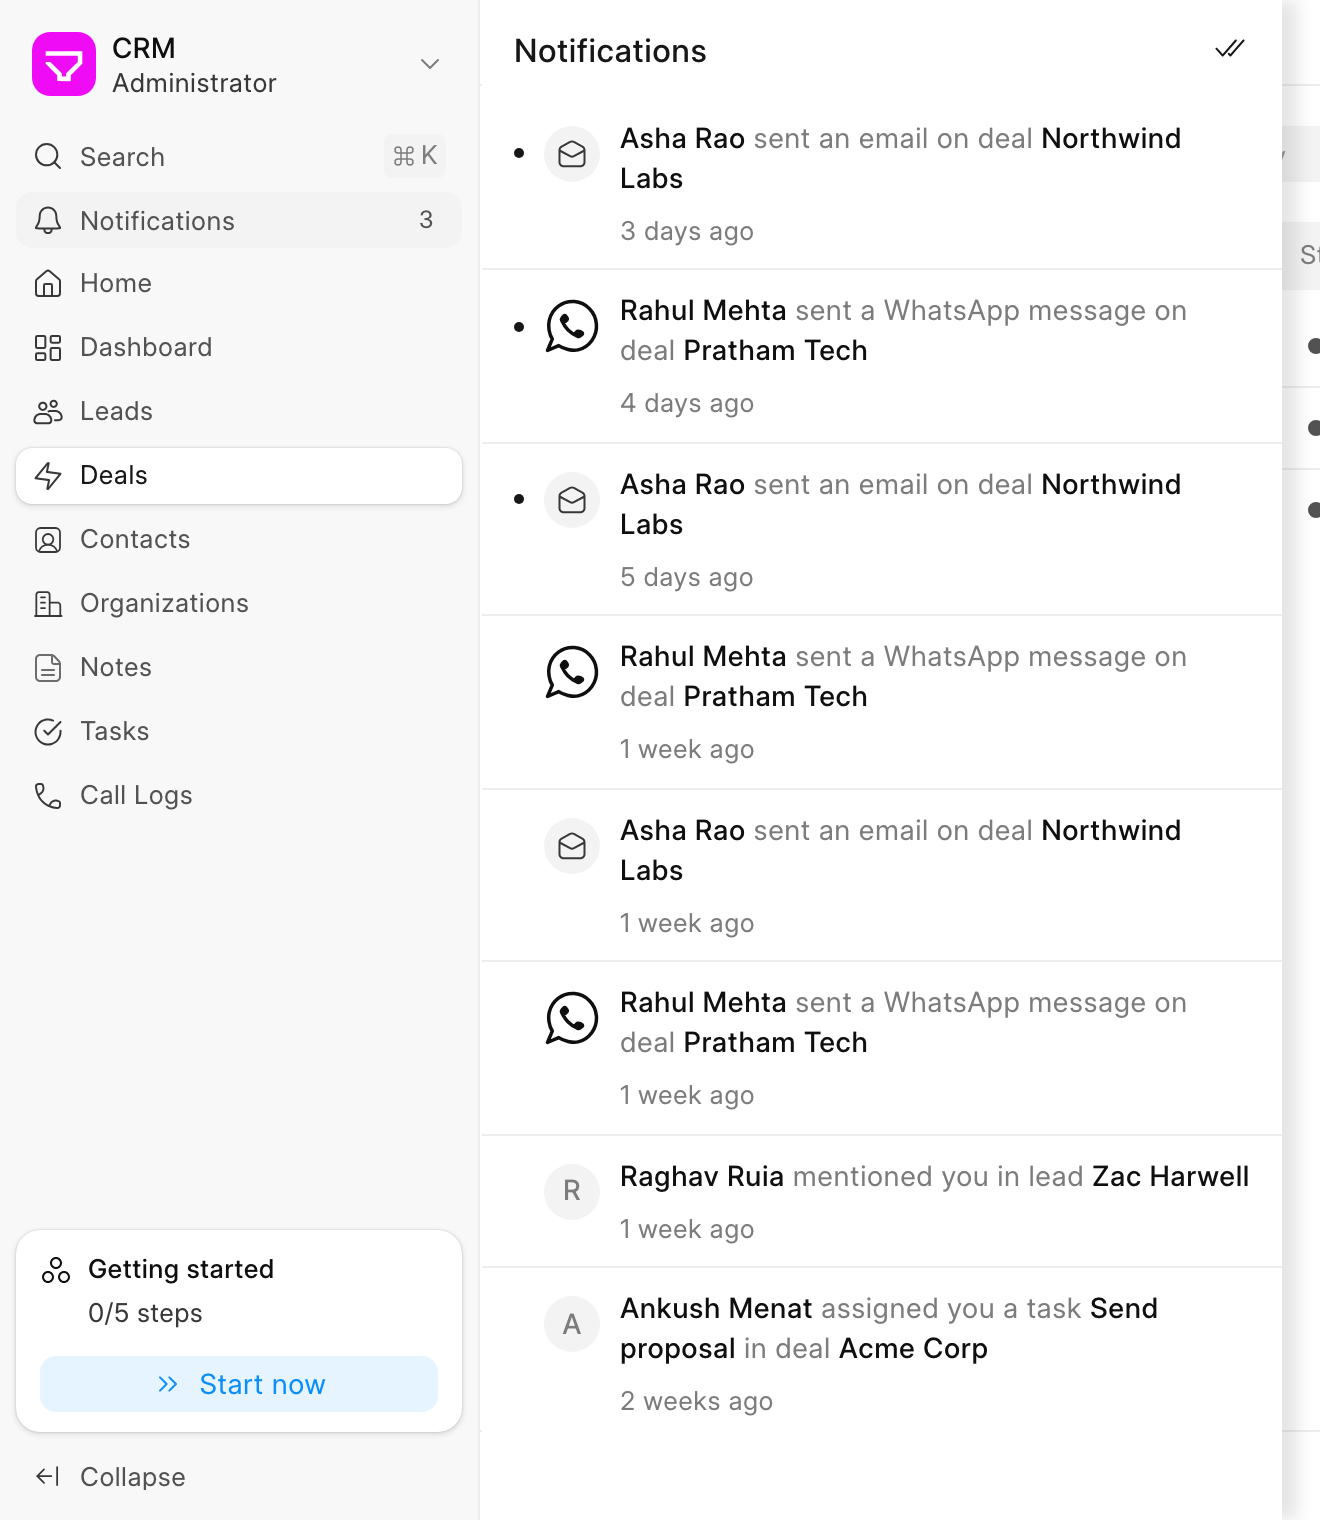 CRM
Administrator
Search
⌘ K
Notifications
3
Home
Dashboard
Leads
Deals
Contacts
Organizations
Notes
Tasks
Call Logs
Getting started
0/5 steps
Start now
Collapse
Notifications
Asha Rao sent an email on deal Northwind
Labs
3 days ago
Rahul Mehta sent a WhatsApp message on
deal Pratham Tech
4 days ago
Asha Rao sent an email on deal Northwind
Labs
5 days ago
Rahul Mehta sent a WhatsApp message on
deal Pratham Tech
1 week ago
Asha Rao sent an email on deal Northwind
Labs
1 week ago
Rahul Mehta sent a WhatsApp message on
deal Pratham Tech
1 week ago
R
Raghav Ruia mentioned you in lead Zac Harwell
1 week ago
A
Ankush Menat assigned you a task Send
proposal in deal Acme Corp
2 weeks ago